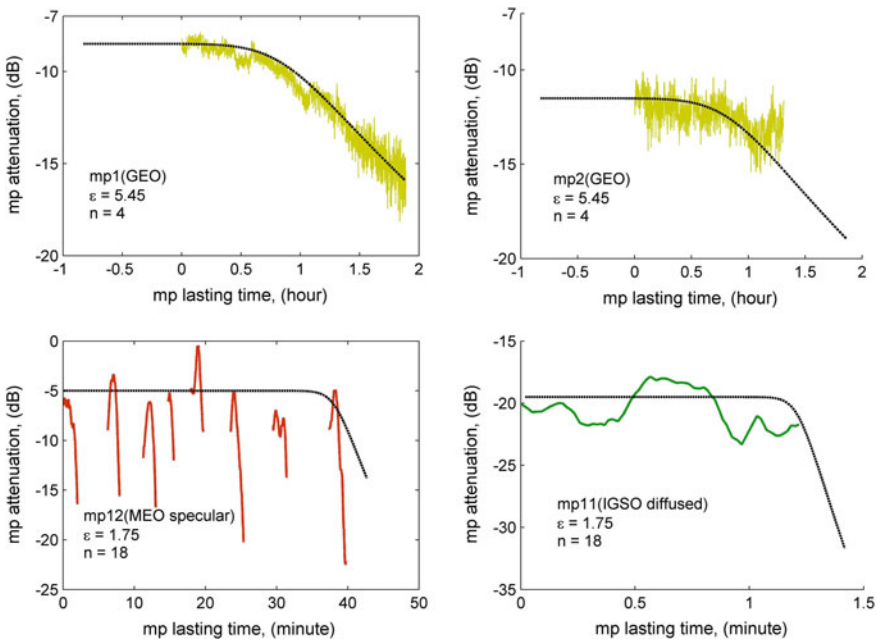 -7
-10
-15
-20
-1 -0.5 0 0.5 1 1.5 2
mp attenuation, (dB)
mp lasting time, (hour)
mp1(GEO)
ε = 5.45
n = 4
-7
-10
-15
-20
-1 -0.5 0 0.5 1 1.5 2
mp attenuation, (dB)
mp lasting time, (hour)
mp2(GEO)
ε = 5.45
n = 4
0
-5
-10
-15
-20
-25
0 10 20 30 40 50
mp attenuation, (dB)
mp lasting time, (minute)
mp12(MEO specular)
ε = 1.75
n = 18
-15
-20
-25
-30
-35
0 0.5 1 1.5
mp attenuation, (dB)
mp lasting time, (minute)
mp11(IGSO diffused)
ε = 1.75
n = 18